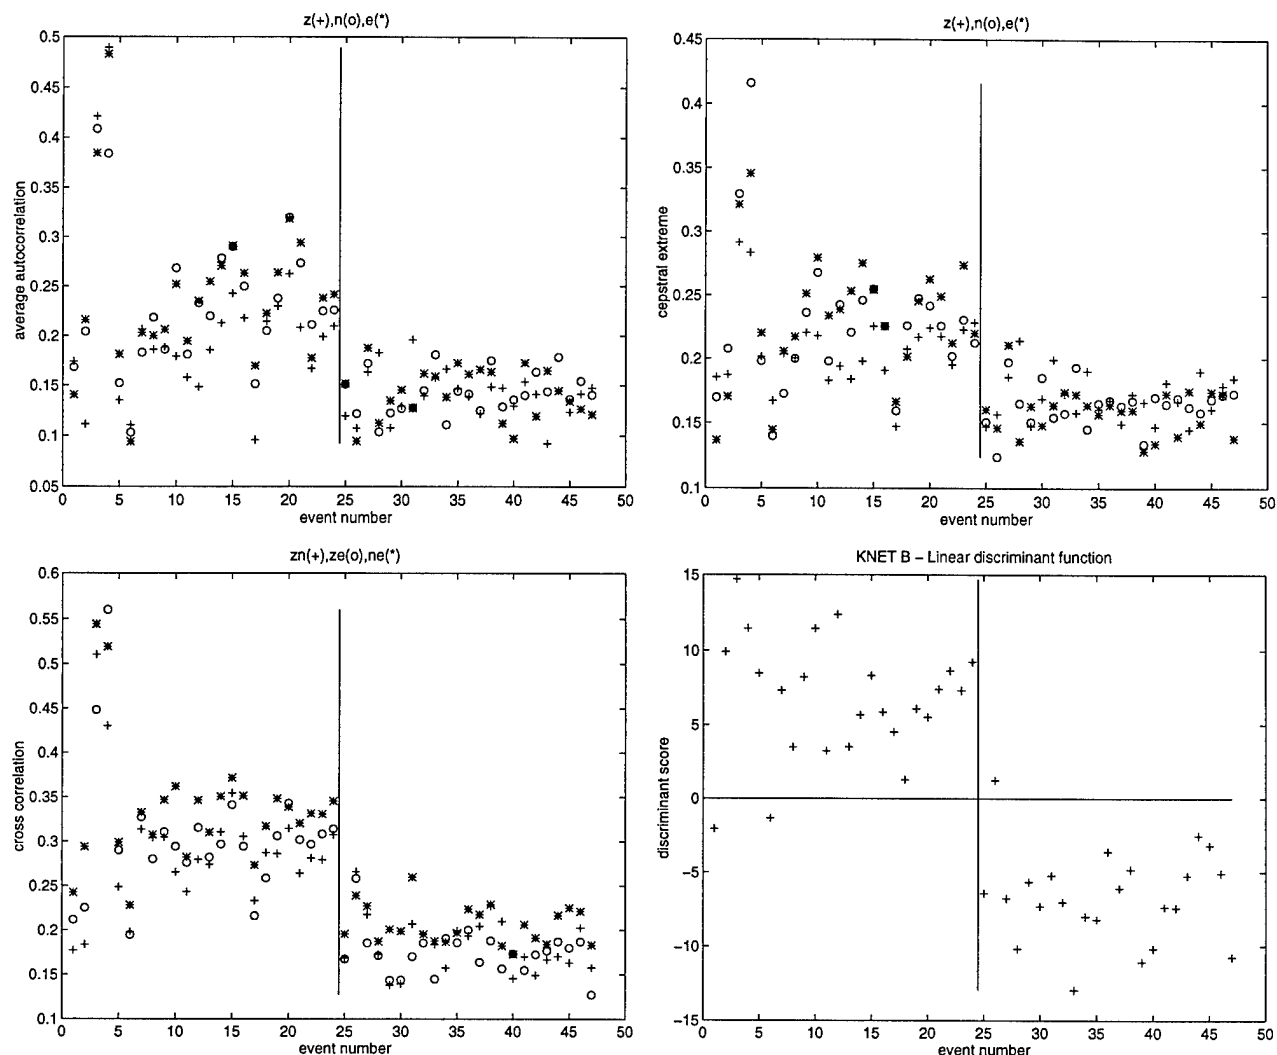 z(+),n(o),e(*)
0.5
0.45
0.4
0.35
0.3
0.25
0.2
0.15
0.1
0.05
average autocorrelation
0 5 10 15 20 25 30 35 40 45 50
event number
z(+),n(o),e(*)
0.45
0.4
0.35
0.3
0.25
0.2
0.15
0.1
cepstral extreme
0 5 10 15 20 25 30 35 40 45 50
event number
zn(+),ze(o),ne(*)
0.6
0.55
0.5
0.45
0.4
0.35
0.3
0.25
0.2
0.15
0.1
cross correlation
0 5 10 15 20 25 30 35 40 45 50
event number
KNET B – Linear discriminant function
15
10
5
0
−5
−10
−15
discriminant score
0 5 10 15 20 25 30 35 40 45 50
event number